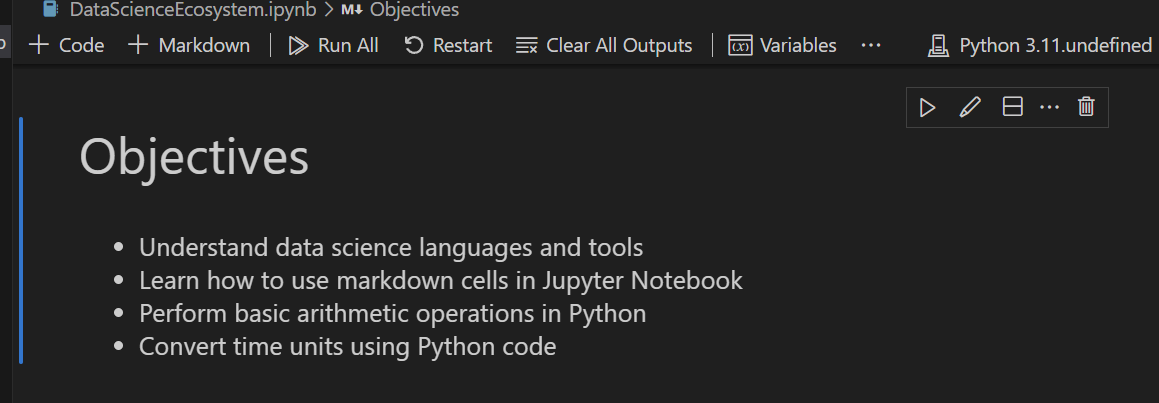 DataScienceEcosystem.ipynb > M↓ Objectives
+ Code + Markdown | Run All Restart Clear All Outputs | (x) Variables ... Python 3.11.undefined
Objectives
• Understand data science languages and tools
• Learn how to use markdown cells in Jupyter Notebook
• Perform basic arithmetic operations in Python
• Convert time units using Python code